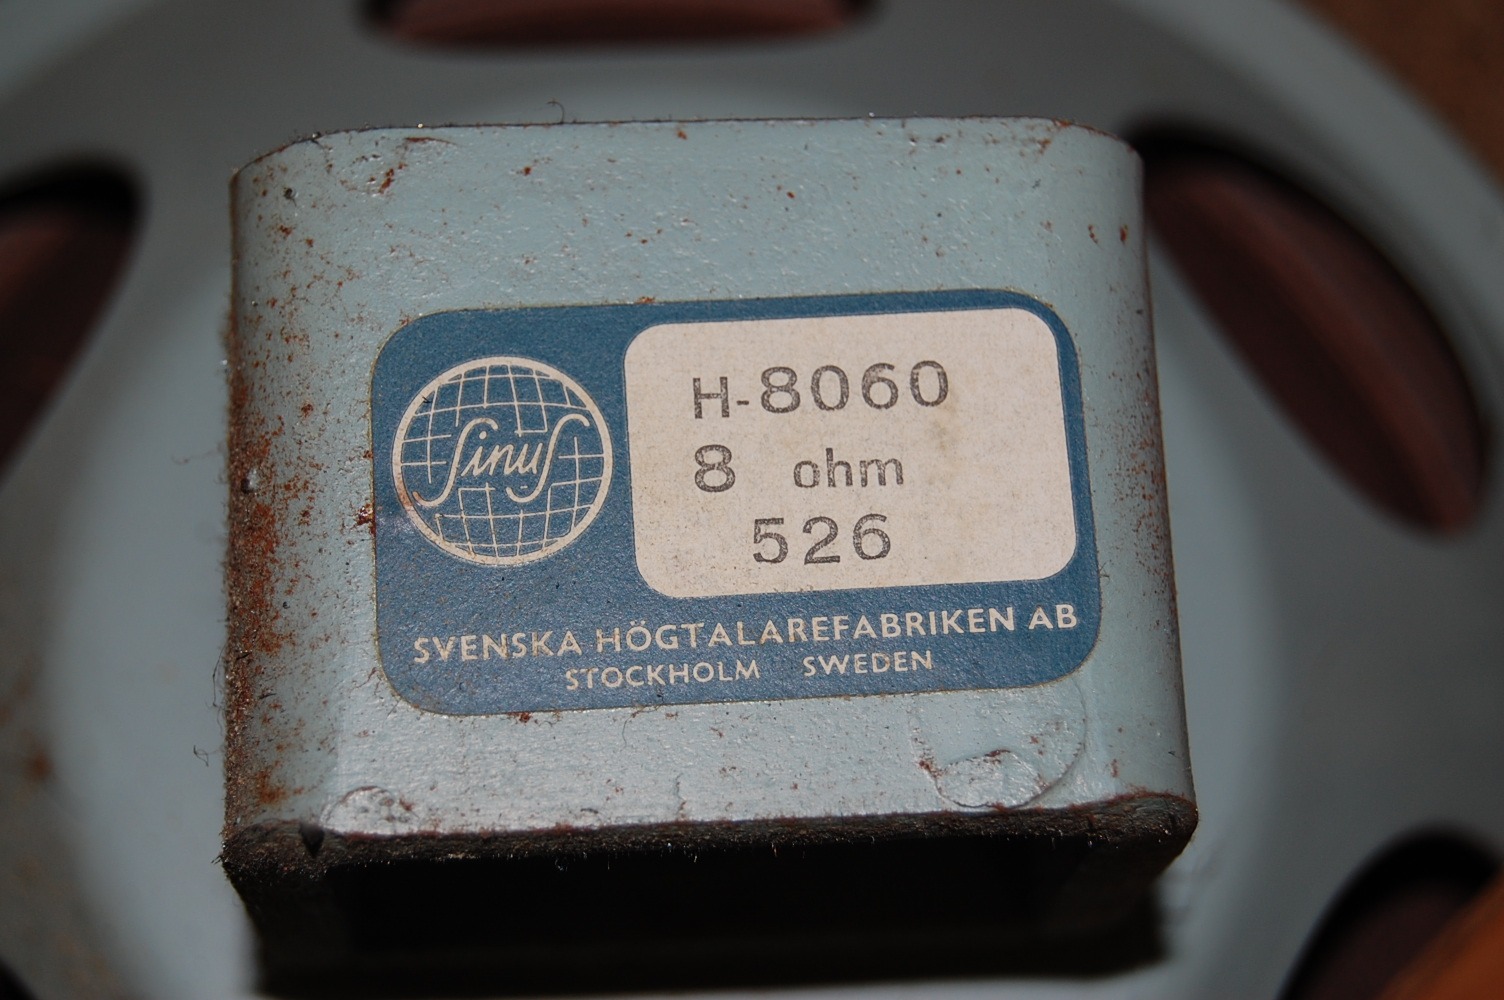 Sinus
H-8060
8 ohm
526
SVENSKA HÖGTALAREFABRIKEN AB
STOCKHOLM SWEDEN